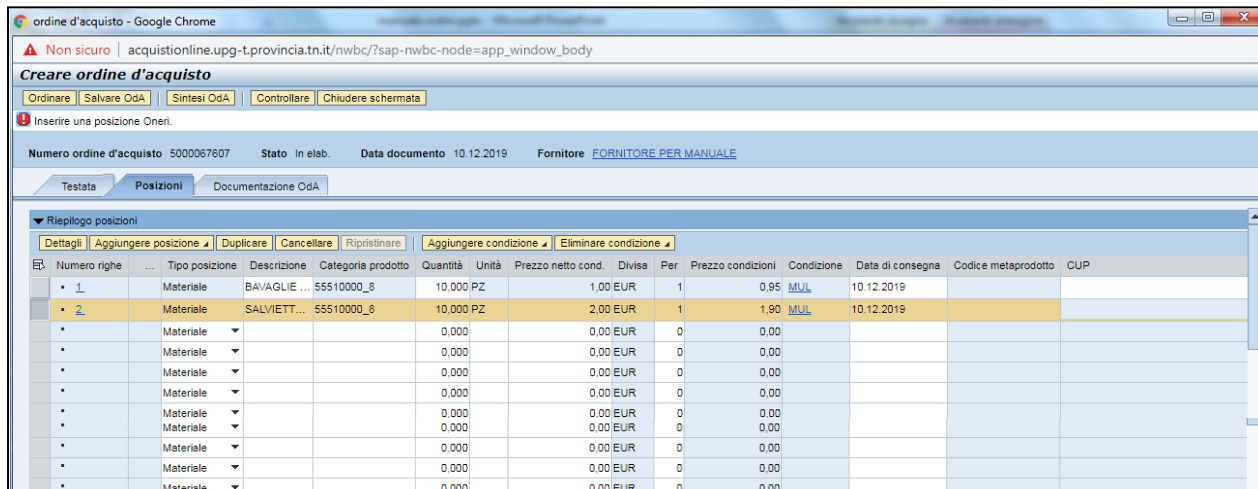 ordine d'acquisto - Google Chrome
Non sicuro | acquistionline.upg-t.provincia.tn.it/nwbc/?sap-nwbc-node=app_window_body
Creare ordine d'acquisto
Ordinare Salvare OdA Sintesi OdA Controllare Chiudere schermata
Inserire una posizione Oneri.
Numero ordine d'acquisto 5000067607 Stato In elab. Data documento 10.12.2019 Fornitore FORNITORE PER MANUALE
Testata Posizioni Documentazione OdA
Riepilogo posizioni
Dettagli Aggiungere posizione Duplicare Cancellare Ripristinare Aggiungere condizione Eliminare condizione
Numero righe ... Tipo posizione Descrizione Categoria prodotto Quantità Unità Prezzo netto cond. Divisa Per Prezzo condizioni Condizione Data di consegna Codice metaprodotto CUP
1 Materiale BAVAGLIE ... 55510000_8 10,000 PZ 1,00 EUR 1 0,95 MUL 10.12.2019
2 Materiale SALVIETT... 55510000_8 10,000 PZ 2,00 EUR 1 1,90 MUL 10.12.2019
Materiale 0,000 0,00 EUR 0 0,00
Materiale 0,000 0,00 EUR 0 0,00
Materiale 0,000 0,00 EUR 0 0,00
Materiale 0,000 0,00 EUR 0 0,00
Materiale 0,000 0,00 EUR 0 0,00
Materiale 0,000 0,00 EUR 0 0,00
Materiale 0,000 0,00 EUR 0 0,00
Materiale 0,000 0,00 EUR 0 0,00
Materiale 0,000 0,00 EUR 0 0,00